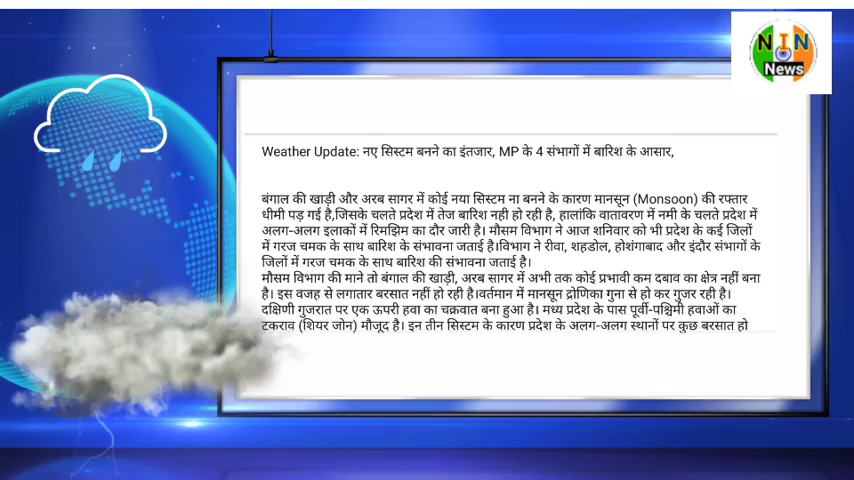 NIN
News
Weather Update: नए सिस्टम बनने का इंतजार, MP के 4 संभागों में बारिश के आसार,
बंगाल की खाड़ी और अरब सागर में कोई नया सिस्टम ना बनने के कारण मानसून (Monsoon) की रफ्तार
धीमी पड़ गई है,जिसके चलते प्रदेश में तेज बारिश नही हो रही है, हालांकि वातावरण में नमी के चलते प्रदेश में
अलग-अलग इलाकों में रिमझिम का दौर जारी है। मौसम विभाग ने आज शनिवार को भी प्रदेश के कई जिलों
में गरज चमक के साथ बारिश के संभावना जताई है।विभाग ने रीवा, शहडोल, होशंगाबाद और इंदौर संभागों के
जिलों में गरज चमक के साथ बारिश की संभावना जताई है।
मौसम विभाग की माने तो बंगाल की खाड़ी, अरब सागर में अभी तक कोई प्रभावी कम दबाव का क्षेत्र नहीं बना
है। इस वजह से लगातार बरसात नहीं हो रही है।वर्तमान में मानसून द्रोणिका गुना से हो कर गुजर रही है।
दक्षिणी गुजरात पर एक ऊपरी हवा का चक्रवात बना हुआ है। मध्य प्रदेश के पास पूर्वी-पश्चिमी हवाओं का
टकराव (शियर जोन) मौजूद है। इन तीन सिस्टम के कारण प्रदेश के अलग-अलग स्थानों पर कुछ बरसात हो